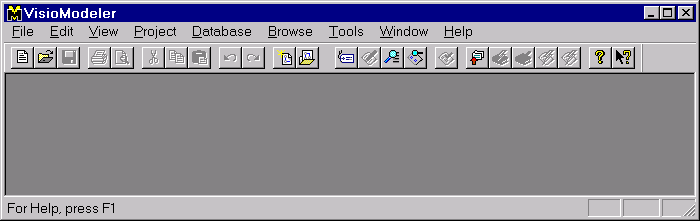 VisioModeler
File Edit View Project Database Browse Tools Window Help
For Help, press F1